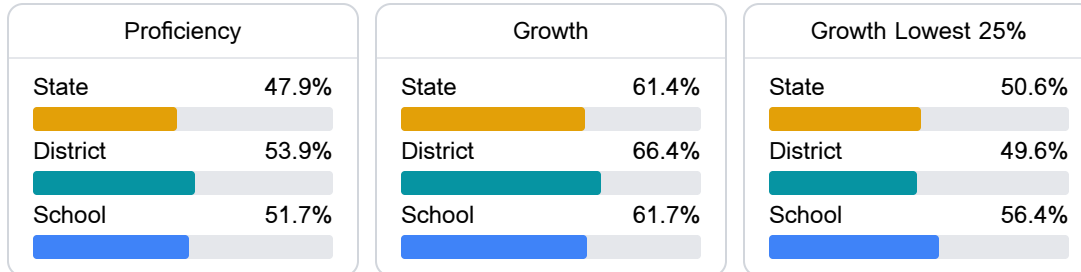 Proficiency
State 47.9%
District 53.9%
School 51.7%
Growth
State 61.4%
District 66.4%
School 61.7%
Growth Lowest 25%
State 50.6%
District 49.6%
School 56.4%